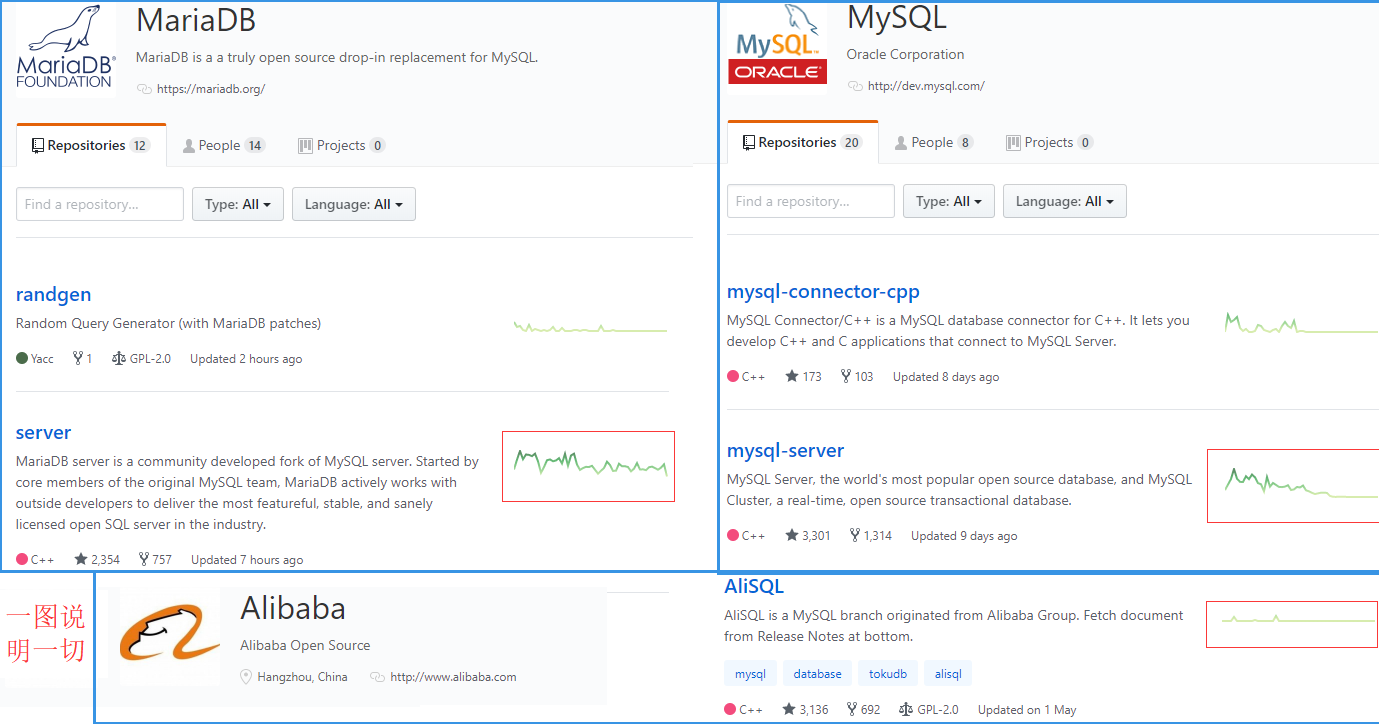 MariaDB
FOUNDATION
MariaDB
MariaDB is a a truly open source drop-in replacement for MySQL.
https://mariadb.org/
Repositories 12 People 14 Projects 0
Find a repository... Type: All Language: All
randgen
Random Query Generator (with MariaDB patches)
Yacc 1 GPL-2.0 Updated 2 hours ago
server
MariaDB server is a community developed fork of MySQL server. Started by
core members of the original MySQL team, MariaDB actively works with
outside developers to deliver the most featureful, stable, and sanely
licensed open SQL server in the industry.
C++ 2,354 757 Updated 7 hours ago
MySQL
ORACLE
MySQL
Oracle Corporation
http://dev.mysql.com/
Repositories 20 People 8 Projects 0
Find a repository... Type: All Language: All
mysql-connector-cpp
MySQL Connector/C++ is a MySQL database connector for C++. It lets you
develop C++ and C applications that connect to MySQL Server.
C++ 173 103 Updated 8 days ago
mysql-server
MySQL Server, the world's most popular open source database, and MySQL
Cluster, a real-time, open source transactional database.
C++ 3,301 1,314 Updated 9 days ago
一图说
明一切
Alibaba
Alibaba Open Source
Hangzhou, China http://www.alibaba.com
AliSQL
AliSQL is a MySQL branch originated from Alibaba Group. Fetch document
from Release Notes at bottom.
mysql database tokudb alisql
C++ 3,136 692 GPL-2.0 Updated on 1 May